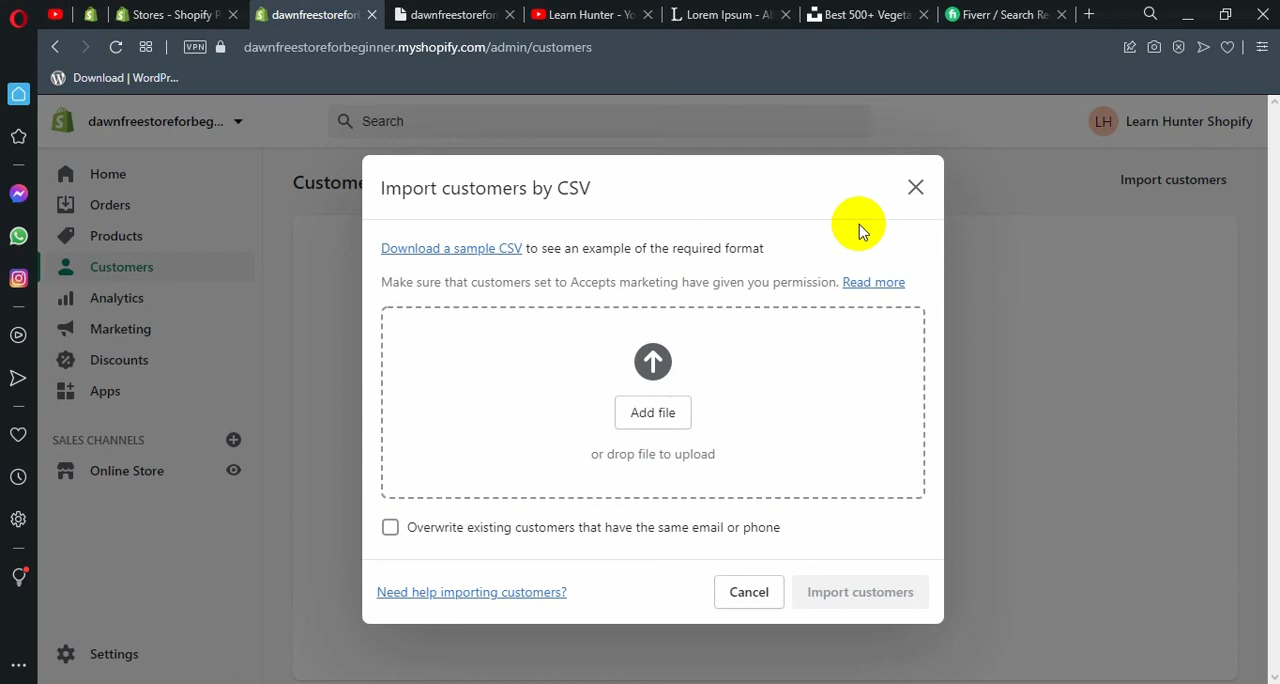 Stores - Shopify P
dawnfreestorefor
dawnfreestorefor
Learn Hunter - Yo
Lorem Ipsum - Al
Best 500+ Vegeta
Fiverr / Search Re
VPN
dawnfreestoreforbeginner.myshopify.com/admin/customers
Download | WordPr...
dawnfreestoreforbeg...
Search
LH
Learn Hunter Shopify
Home
Orders
Products
Customers
Analytics
Marketing
Discounts
Apps
SALES CHANNELS
Online Store
Settings
Custome
Import customers
Import customers by CSV
Download a sample CSV to see an example of the required format
Make sure that customers set to Accepts marketing have given you permission. Read more
Add file
or drop file to upload
Overwrite existing customers that have the same email or phone
Need help importing customers?
Cancel
Import customers